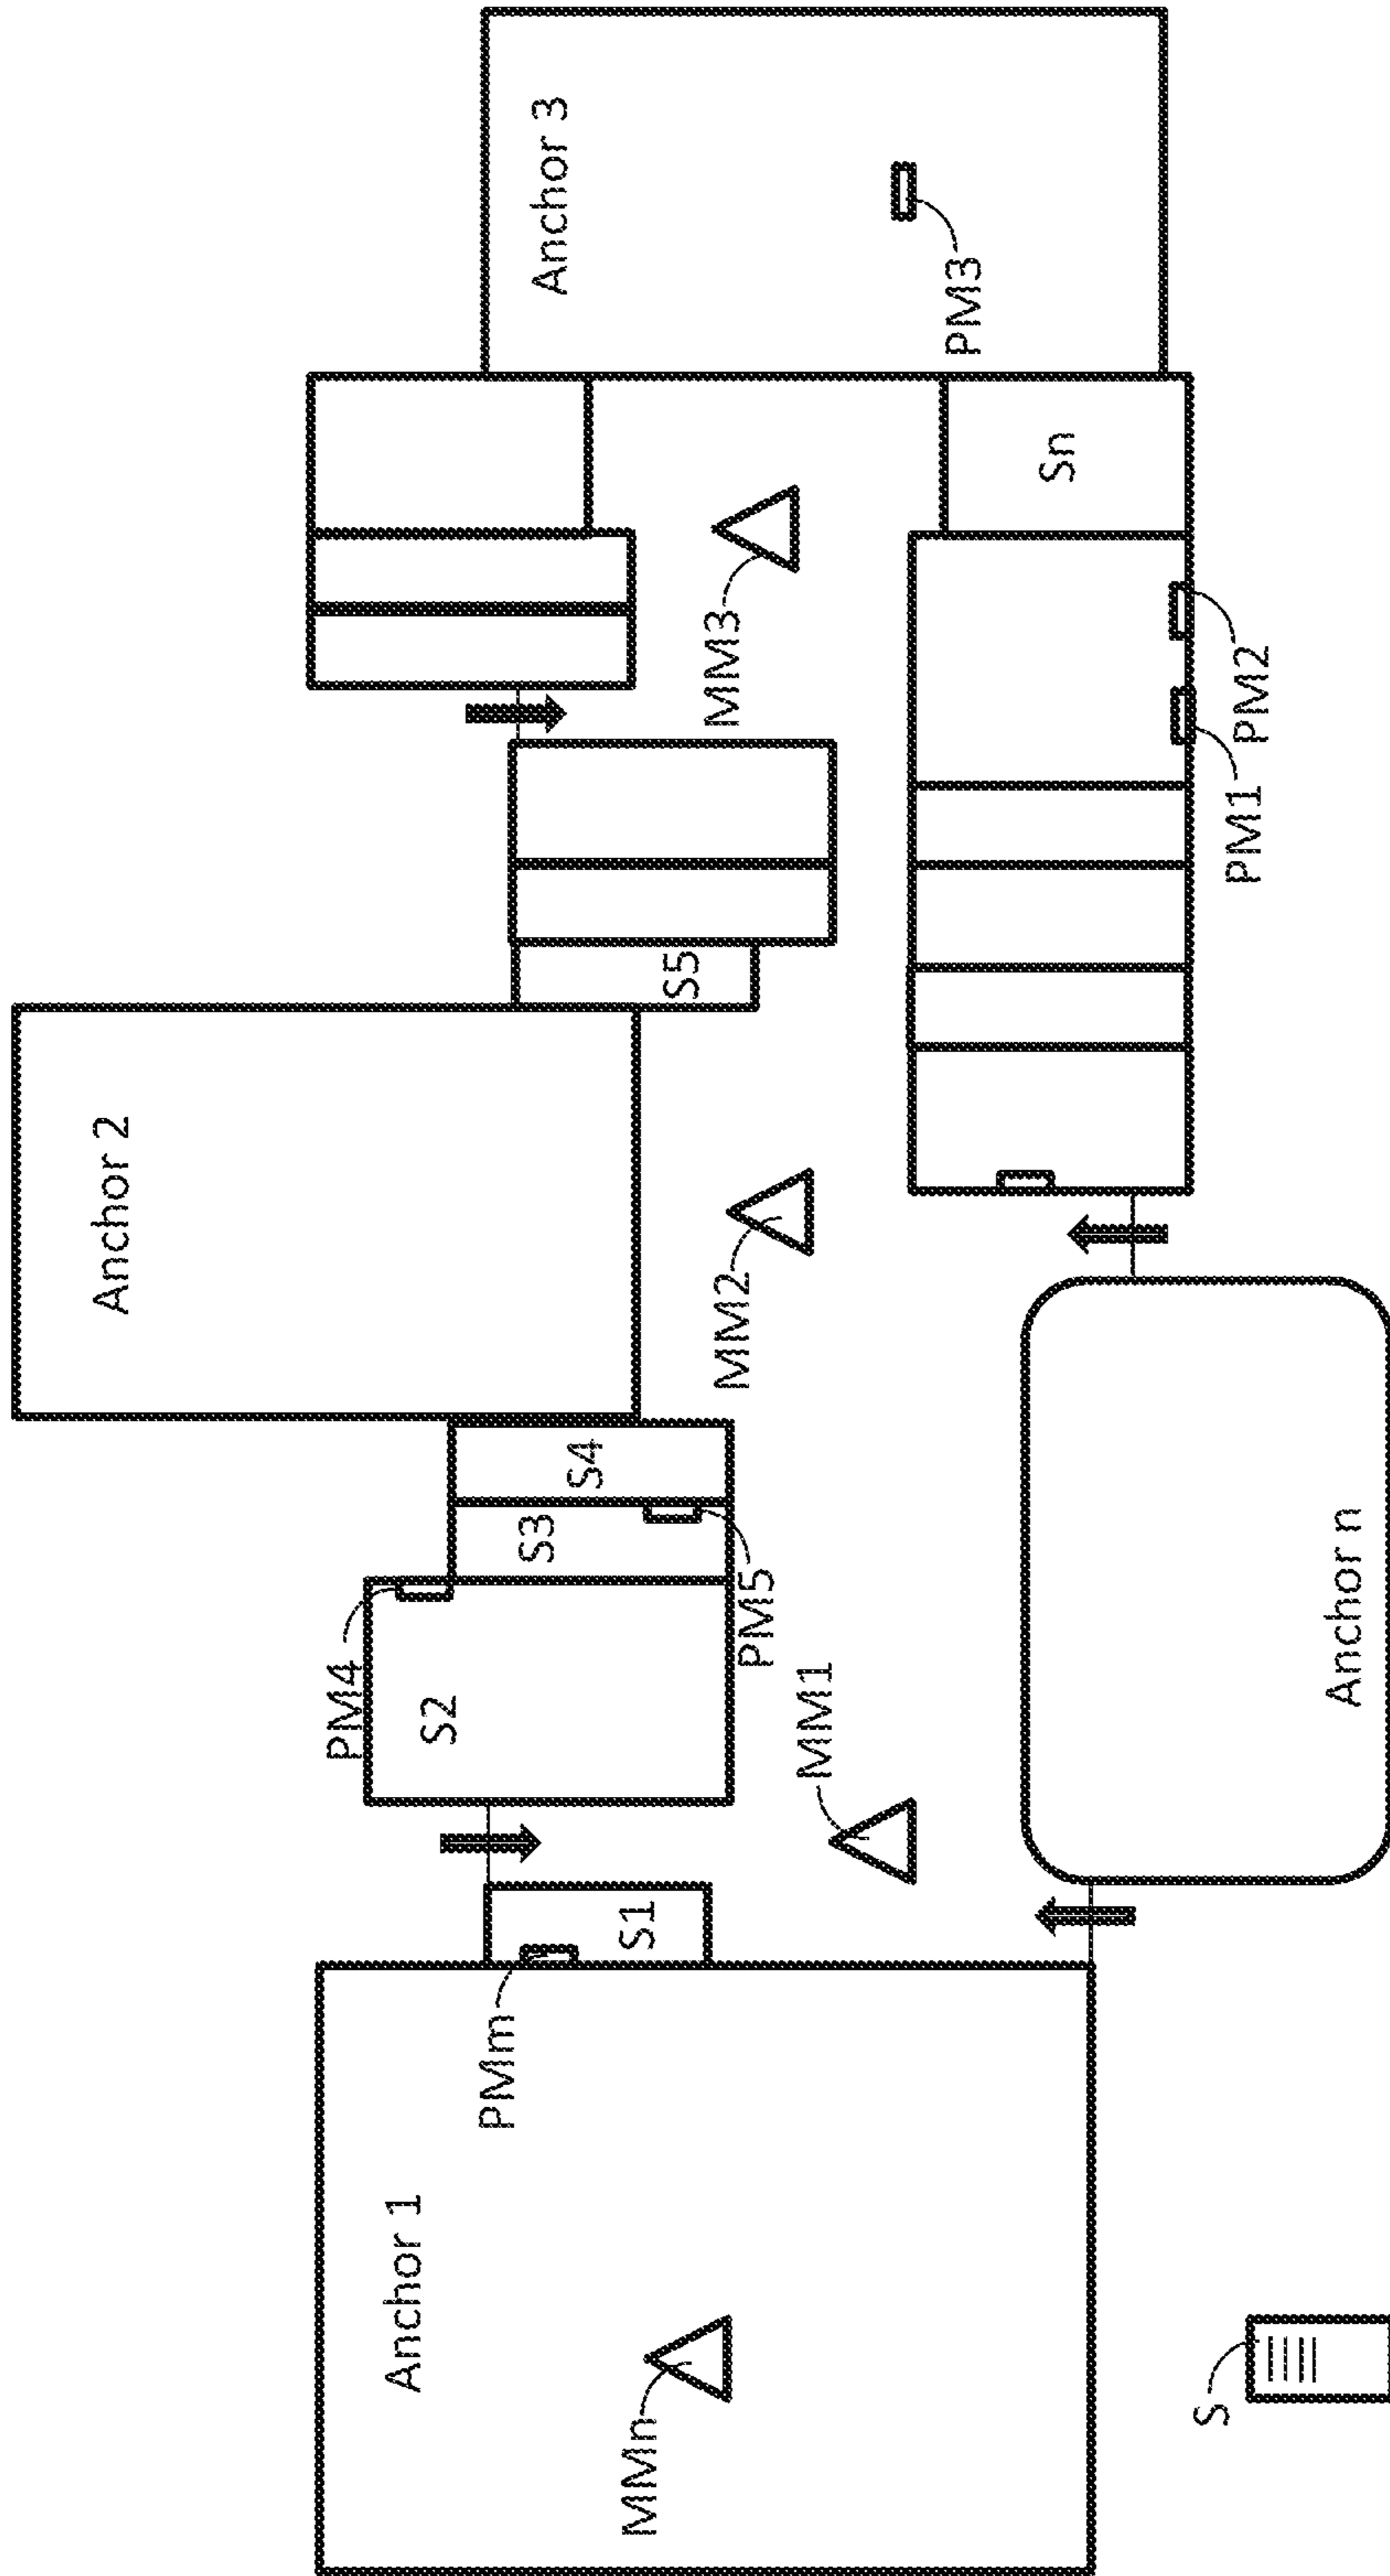 Anchor 1
MMn
PMm
S1
S
PM4
S2
S3
S4
PM5
MM1
Anchor 2
MM2
Anchor n
S5
MM3
PM1
PM2
Sn
Anchor 3
PM3